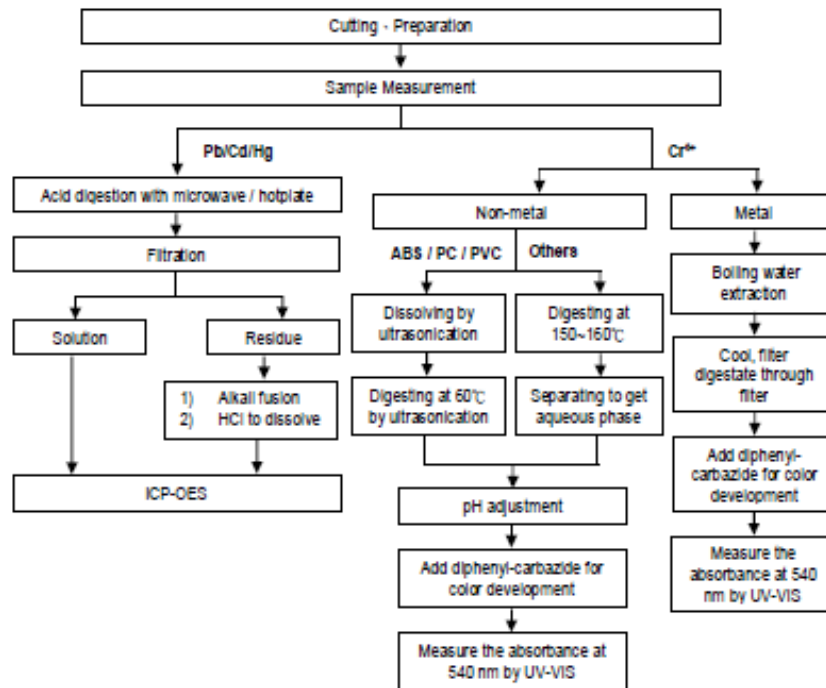 Cutting - Preparation
Sample Measurement
Pb/Cd/Hg
Cr⁶⁺
Acid digestion with microwave / hotplate
Non-metal
Metal
Filtration
ABS / PC / PVC
Others
Boiling water
extraction
Solution
Residue
Dissolving by
ultrasonication
Digesting at
150~160℃
Cool, filter
digestate through
filter
1) Alkali fusion
2) HCl to dissolve
Digesting at 60℃
by ultrasonication
Separating to get
aqueous phase
Add diphenyl-
carbazide for color
development
ICP-OES
pH adjustment
Measure the
absorbance at 540
nm by UV-VIS
Add diphenyl-carbazide for
color development
Measure the absorbance at
540 nm by UV-VIS